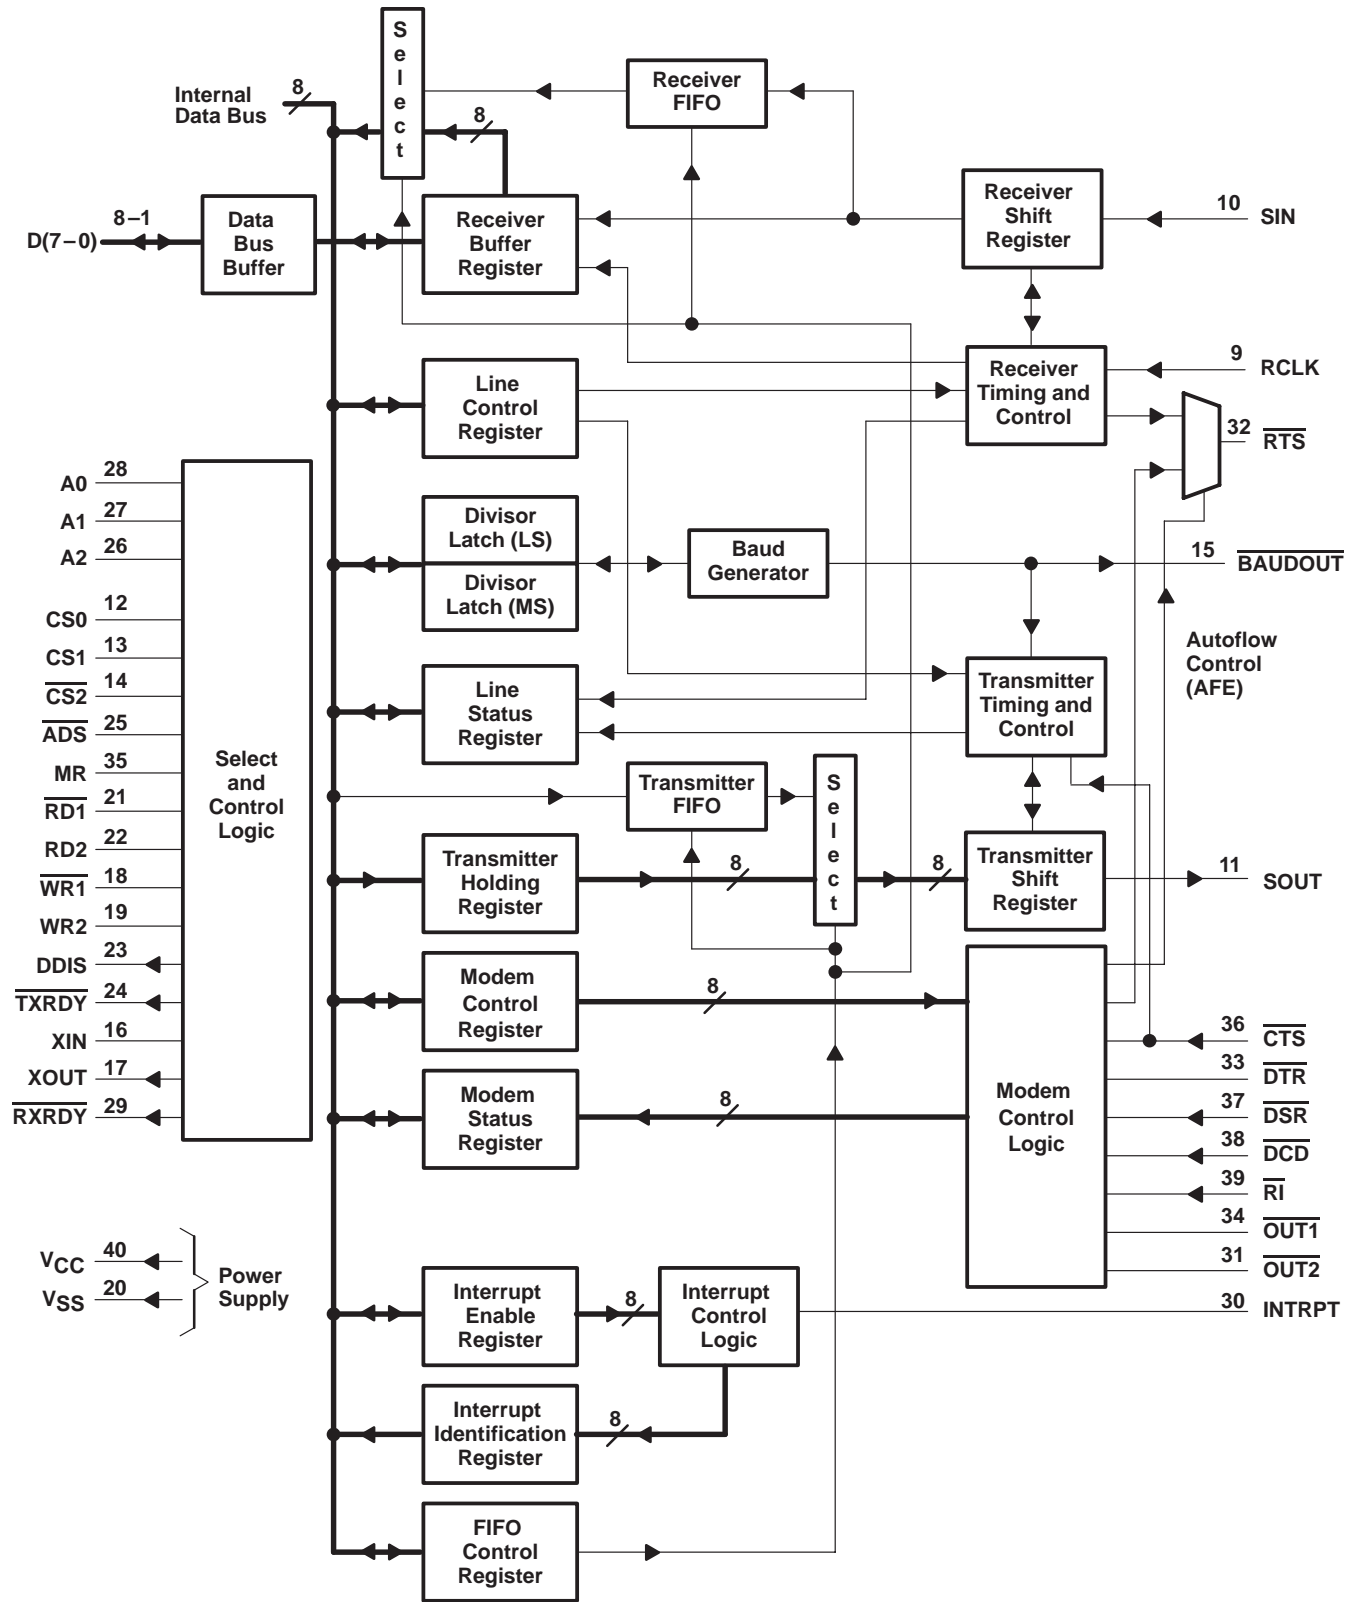 S
e
l
e
c
t
Internal
Data Bus
8
8
Receiver
FIFO
D(7–0)
8–1
Data
Bus
Buffer
Receiver
Buffer
Register
Receiver
Shift
Register
10
SIN
Line
Control
Register
Receiver
Timing and
Control
9
RCLK
32
RTS
A0
28
A1
27
A2
26
CS0
12
CS1
13
CS2
14
ADS
25
MR
35
RD1
21
RD2
22
WR1
18
WR2
19
DDIS
23
TXRDY
24
XIN
16
XOUT
17
RXRDY
29
Select
and
Control
Logic
Divisor
Latch (LS)
Divisor
Latch (MS)
Baud
Generator
15
BAUDOUT
Autoflow
Control
(AFE)
Line
Status
Register
Transmitter
Timing and
Control
Transmitter
FIFO
S
e
l
e
c
t
Transmitter
Holding
Register
8
8
Transmitter
Shift
Register
11
SOUT
Modem
Control
Register
8
Modem
Status
Register
8
Modem
Control
Logic
36
CTS
33
DTR
37
DSR
38
DCD
39
RI
34
OUT1
31
OUT2
VCC
40
VSS
20
Power
Supply
Interrupt
Enable
Register
8
Interrupt
Control
Logic
30
INTRPT
Interrupt
Identification
Register
8
FIFO
Control
Register